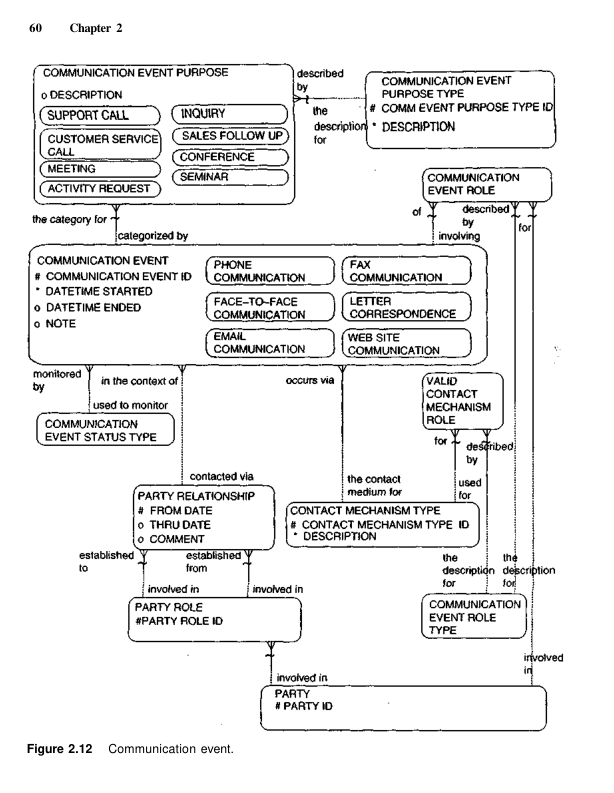 60 Chapter 2
COMMUNICATION EVENT PURPOSE
o DESCRIPTION
SUPPORT CALL
CUSTOMER SERVICE
CALL
MEETING
ACTIVITY REQUEST
INQUIRY
SALES FOLLOW UP
CONFERENCE
SEMINAR
described
by
the
description
for
COMMUNICATION EVENT
PURPOSE TYPE
# COMM EVENT PURPOSE TYPE ID
* DESCRIPTION
COMMUNICATION
EVENT ROLE
the category for
categorized by
of
involving
described
by
for
COMMUNICATION EVENT
# COMMUNICATION EVENT ID
* DATETIME STARTED
o DATETIME ENDED
o NOTE
PHONE
COMMUNICATION
FACE-TO-FACE
COMMUNICATION
EMAIL
COMMUNICATION
FAX
COMMUNICATION
LETTER
CORRESPONDENCE
WEB SITE
COMMUNICATION
monitored
by
used to monitor
in the context of
occurs via
COMMUNICATION
EVENT STATUS TYPE
VALID
CONTACT
MECHANISM
ROLE
for
described
by
contacted via
the contact
medium for
used
for
PARTY RELATIONSHIP
# FROM DATE
o THRU DATE
o COMMENT
CONTACT MECHANISM TYPE
# CONTACT MECHANISM TYPE ID
* DESCRIPTION
established
to
established
from
involved in
involved in
the
description
for
the
description
for
PARTY ROLE
#PARTY ROLE ID
COMMUNICATION
EVENT ROLE
TYPE
involved in
involved
in
PARTY
# PARTY ID
Figure 2.12 Communication event.